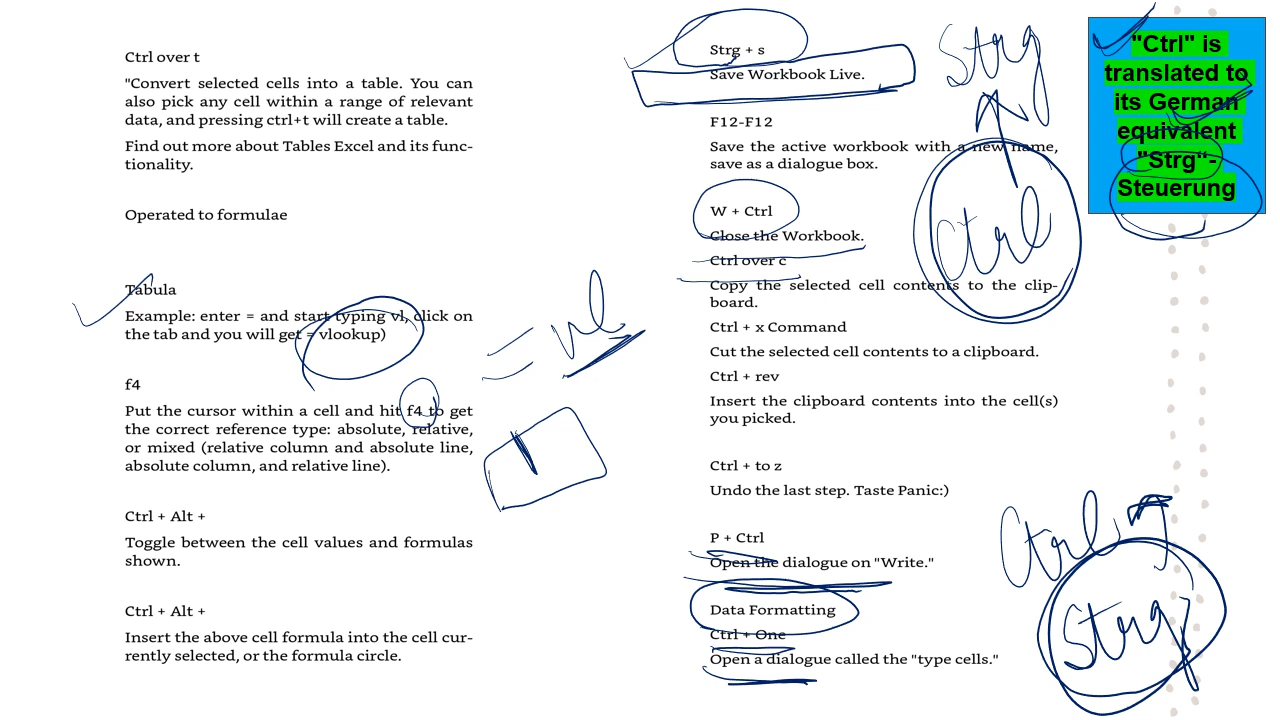 Ctrl over t
"Convert selected cells into a table. You can
also pick any cell within a range of relevant
data, and pressing ctrl+t will create a table.
Find out more about Tables Excel and its func-
tionality.
Operated to formulae
Tabula
Example: enter = and start typing vl, click on
the tab and you will get = vlookup)
f4
Put the cursor within a cell and hit f4 to get
the correct reference type: absolute, relative,
or mixed (relative column and absolute line,
absolute column, and relative line).
Ctrl + Alt +
Toggle between the cell values and formulas
shown.
Ctrl + Alt +
Insert the above cell formula into the cell cur-
rently selected, or the formula circle.
= vl
Strg + s
Save Workbook Live.
F12-F12
Save the active workbook with a new name,
save as a dialogue box.
W + Ctrl
Close the Workbook.
Ctrl over c
Copy the selected cell contents to the clip-
board.
Ctrl + x Command
Cut the selected cell contents to a clipboard.
Ctrl + rev
Insert the clipboard contents into the cell(s)
you picked.
Ctrl + to z
Undo the last step. Taste Panic:)
P + Ctrl
Open the dialogue on "Write."
Data Formatting
Ctrl + One
Open a dialogue called the "type cells."
Strg
Ctrl
Ctrl
Strg
"Ctrl" is
translated to
its German
equivalent
"Strg"-
Steuerung